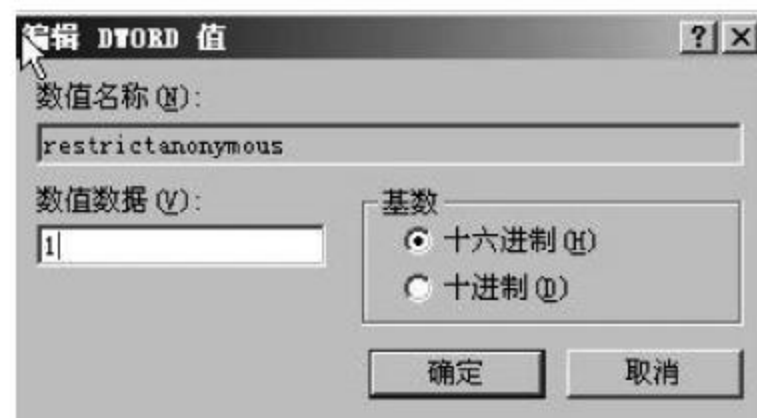 编辑 DWORD 值
数值名称(N):
restrictanonymous
数值数据(V):
基数
1
十六进制(H)
十进制(D)
确定
取消